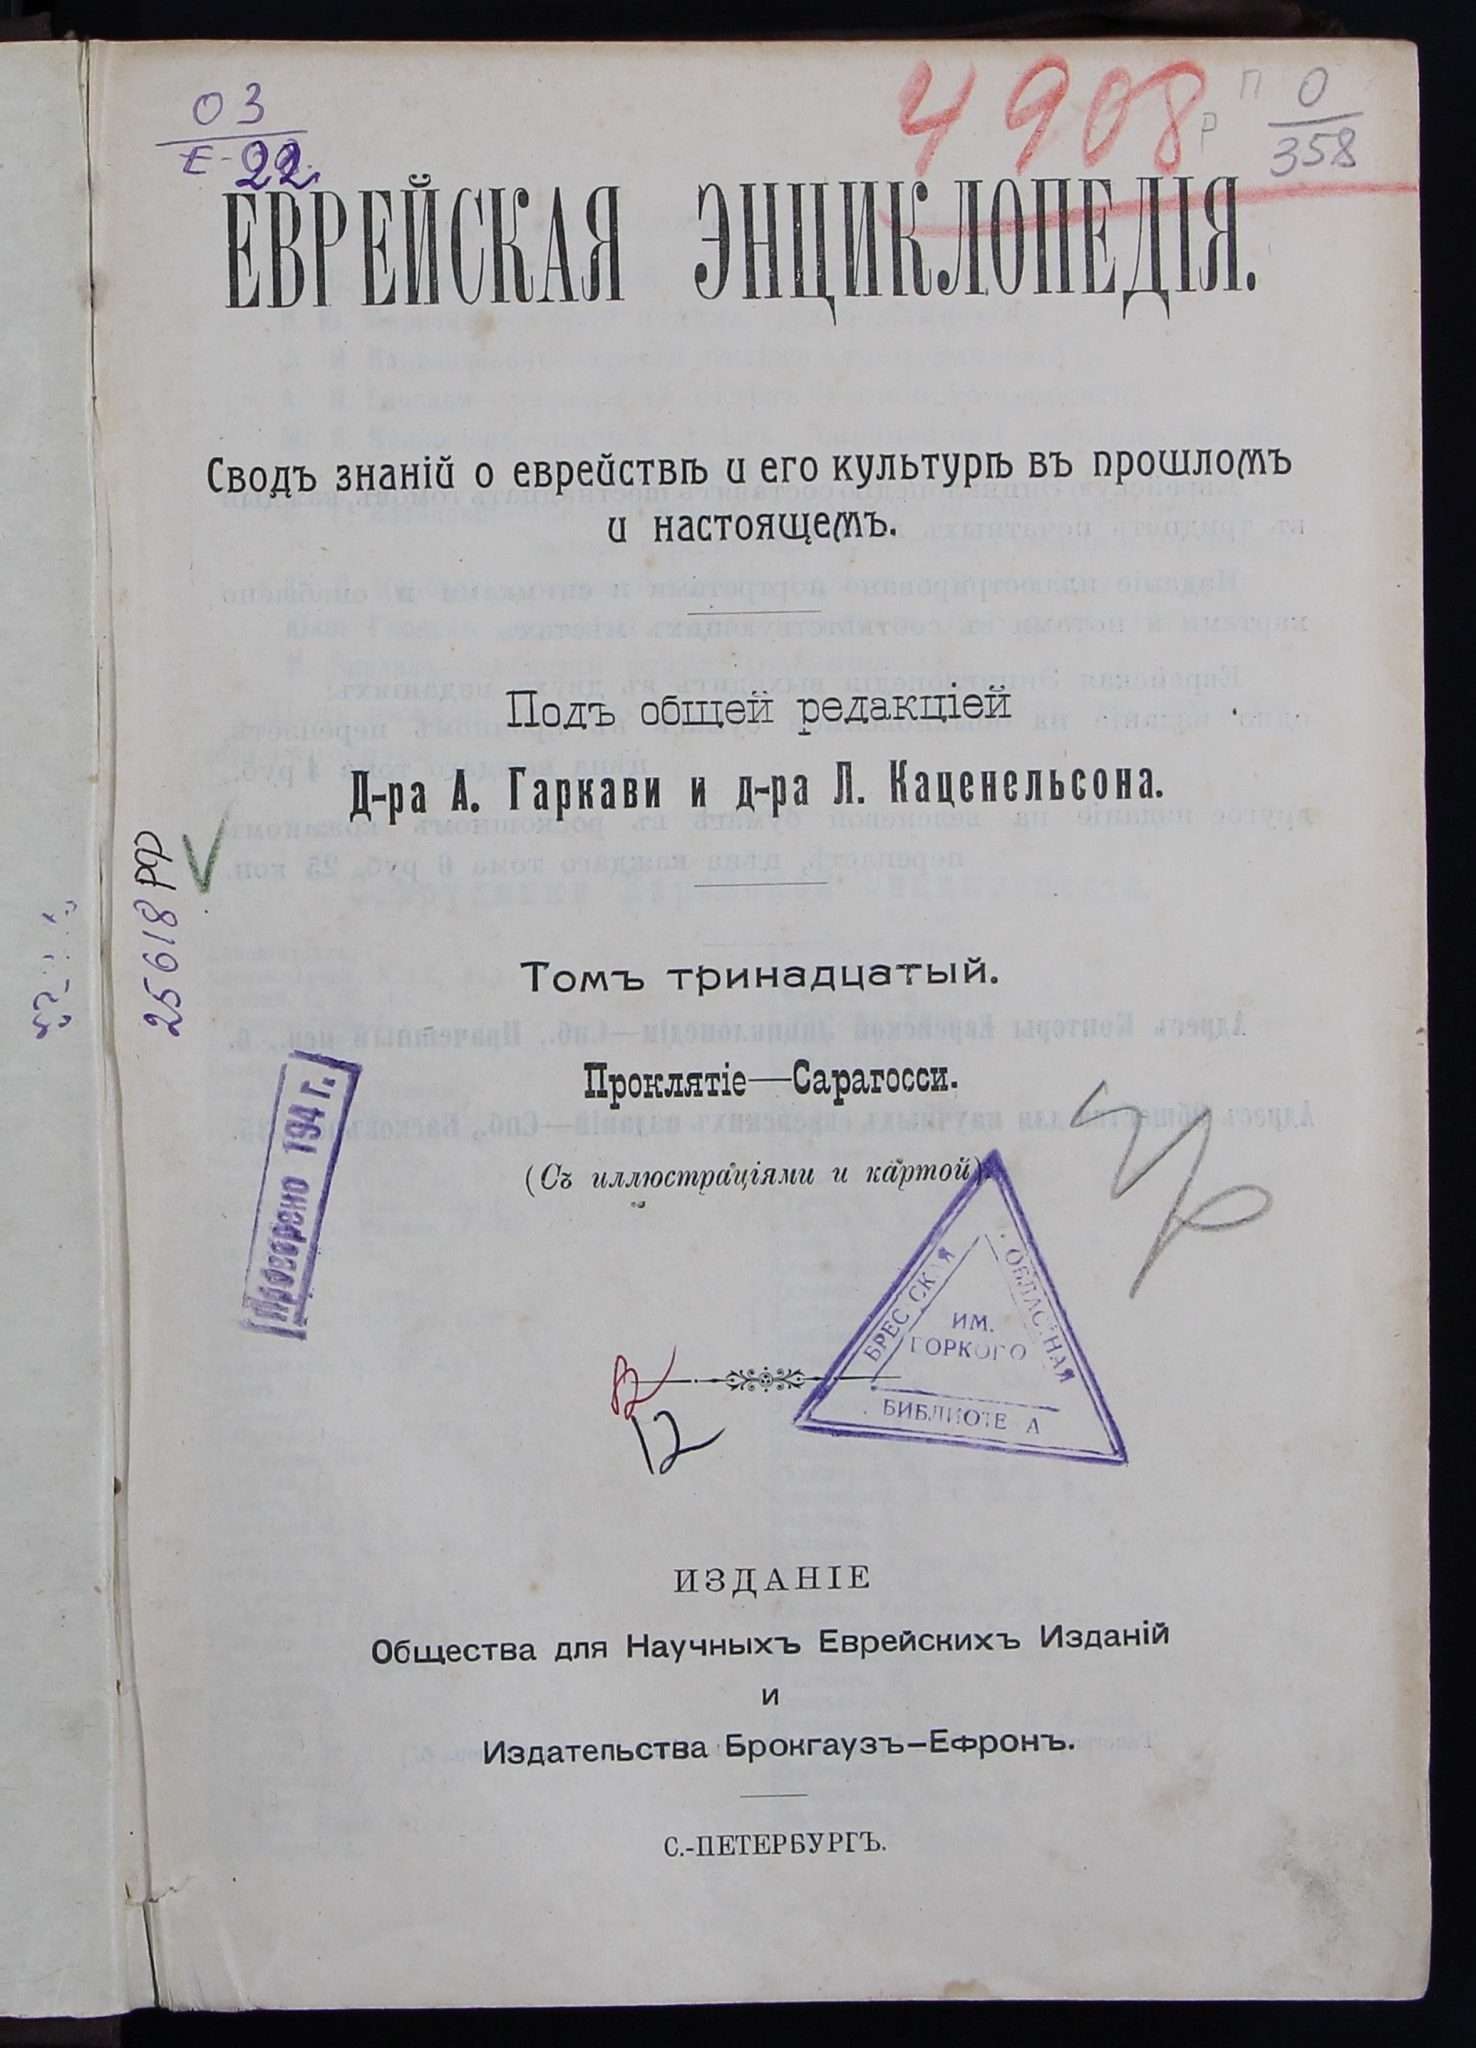 03
Е-22.
4908
Р
П
0
358
ЕВРЕЙСКАЯ ЭНЦИКЛОПЕДІЯ.
Сводъ знаній о еврействѣ и его культурѣ въ прошломъ
и настоящемъ.
Подъ общей редакціей
Д-ра А. Гаркави и д-ра Л. Каценельсона.
25618 РФ
Томъ тринадцатый.
Проклятіе—Сарагосси.
(Съ иллюстраціями и картой).
Проверено 194 г.
БРЕСТСКАЯ
ОБЛАСТНАЯ
ИМ.
ГОРКОГО
БИБЛИОТЕ А
12
ИЗДАНІЕ
Общества для Научныхъ Еврейскихъ Изданій
и
Издательства Брокгаузъ-Ефронъ.
С.-ПЕТЕРБУРГЪ.